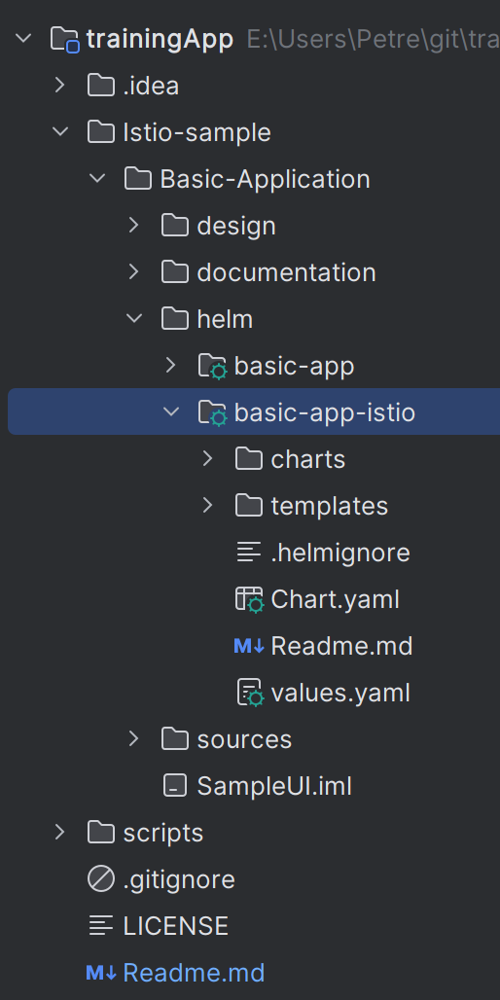 trainingApp E:\Users\Petre\git\tra
.idea
Istio-sample
Basic-Application
design
documentation
helm
basic-app
basic-app-istio
charts
templates
.helmignore
Chart.yaml
M↓ Readme.md
values.yaml
sources
SampleUI.iml
scripts
.gitignore
LICENSE
M↓ Readme.md